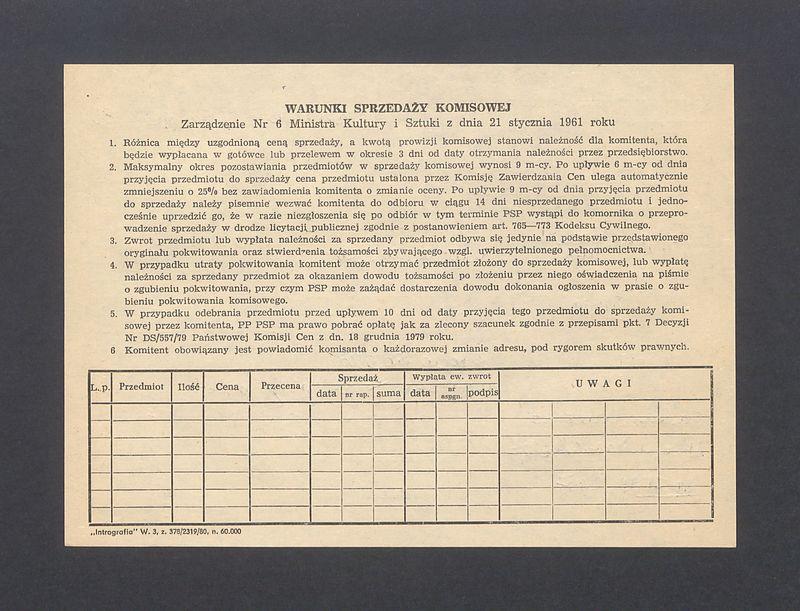 WARUNKI SPRZEDAŻY KOMISOWEJ
Zarządzenie Nr 6 Ministra Kultury i Sztuki z dnia 21 stycznia 1961 roku
1. Różnica między uzgodnioną ceną sprzedaży, a kwotą prowizji komisowej stanowi należność dla komitenta, która
będzie wypłacana w gotówce lub przelewem w okresie 3 dni od daty otrzymania należności przez przedsiębiorstwo.
2. Maksymalny okres pozostawiania przedmiotów w sprzedaży komisowej wynosi 9 m-cy. Po upływie 6 m-cy od dnia
przyjęcia przedmiotu do sprzedaży cena przedmiotu ustalona przez Komisję Zawierdzania Cen ulega automatycznie
zmniejszeniu o 25% bez zawiadomienia komitenta o zmianie oceny. Po upływie 9 m-cy od dnia przyjęcia przedmiotu
do sprzedaży należy pisemnie wezwać komitenta do odbioru w ciągu 14 dni niesprzedanego przedmiotu i jedno-
cześnie uprzedzić go, że w razie niezgłoszenia się po odbiór w tym terminie PSP wystąpi do komornika o przepro-
wadzenie sprzedaży w drodze licytacji publicznej zgodnie z postanowieniem art. 765—773 Kodeksu Cywilnego.
3. Zwrot przedmiotu lub wypłata należności za sprzedany przedmiot odbywa się jedynie na podstawie przedstawionego
oryginału pokwitowania oraz stwierdzenia tożsamości zbywającego wzgl. uwierzytelnionego pełnomocnictwa.
4. W przypadku utraty pokwitowania komitent może otrzymać przedmiot złożony do sprzedaży komisowej, lub wypłatę
należności za sprzedany przedmiot za okazaniem dowodu tożsamości po złożeniu przez niego oświadczenia na piśmie
o zgubieniu pokwitowania, przy czym PSP może zażądać dostarczenia dowodu dokonania ogłoszenia w prasie o zgu-
bieniu pokwitowania komisowego.
5. W przypadku odebrania przedmiotu przed upływem 10 dni od daty przyjęcia tego przedmiotu do sprzedaży komi-
sowej przez komitenta, PP PSP ma prawo pobrać opłatę jak za zlecony szacunek zgodnie z przepisami pkt. 7 Decyzji
Nr DS/557/79 Państwowej Komisji Cen z dn. 18 grudnia 1979 roku.
6 Komitent obowiązany jest powiadomić komisanta o każdorazowej zmianie adresu, pod rygorem skutków prawnych.
L.p. Przedmiot Ilość Cena Przecena Sprzedaż Wypłata ew. zwrot UWAGI
data nr rap. suma data nr aspgn. podpis
„Intrografia" W. 3, z. 378/2319/80, n. 60.000